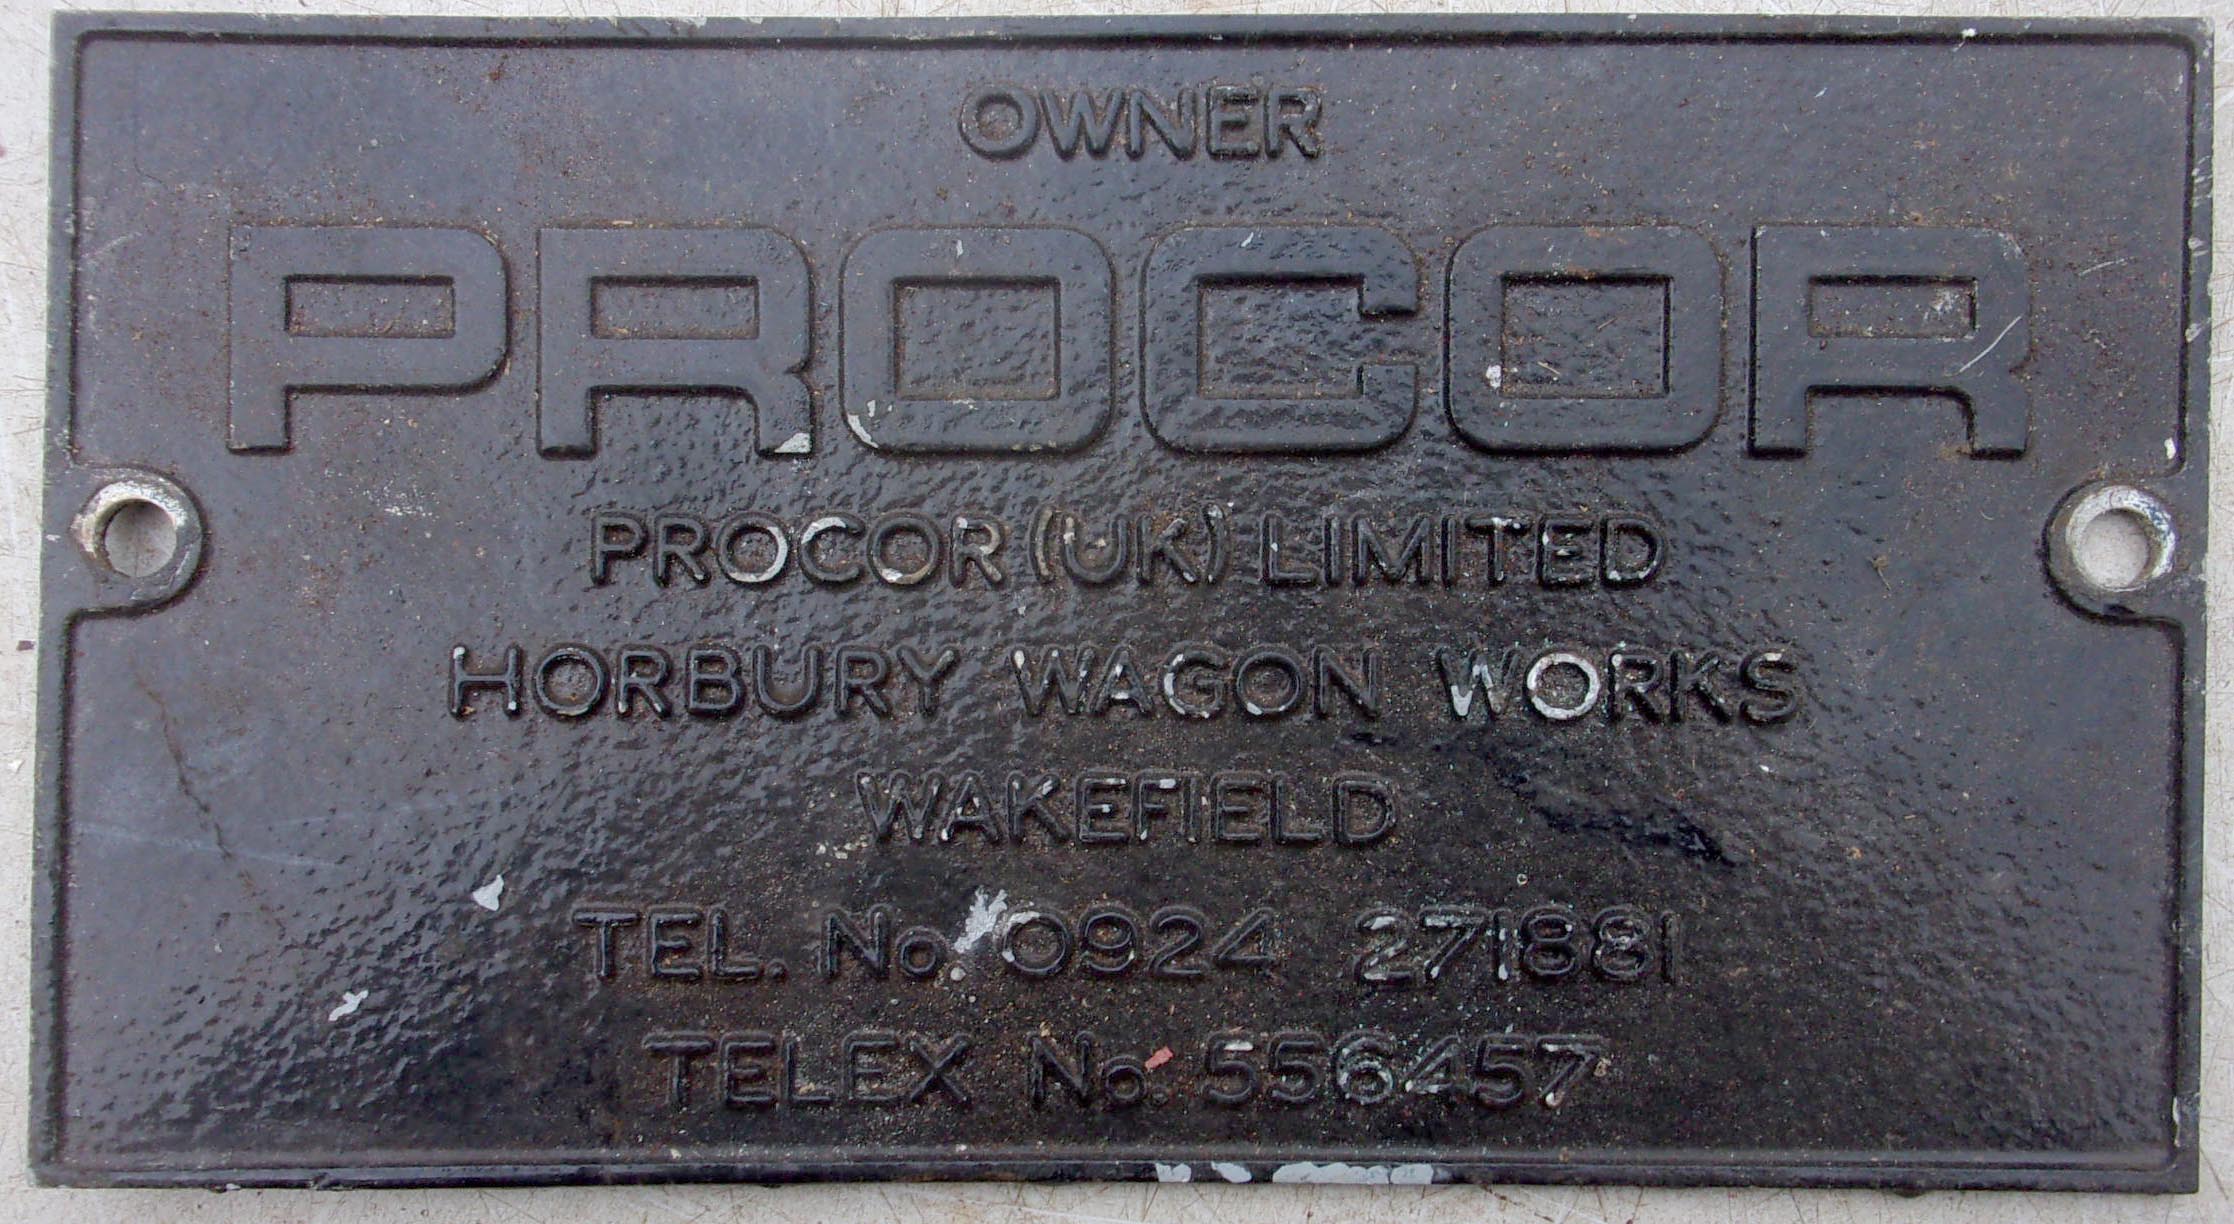 OWNER
PROCOR
PROCOR (UK) LIMITED
HORBURY WAGON WORKS
WAKEFIELD
TEL. No 0924 271881
TELEX No. 556457